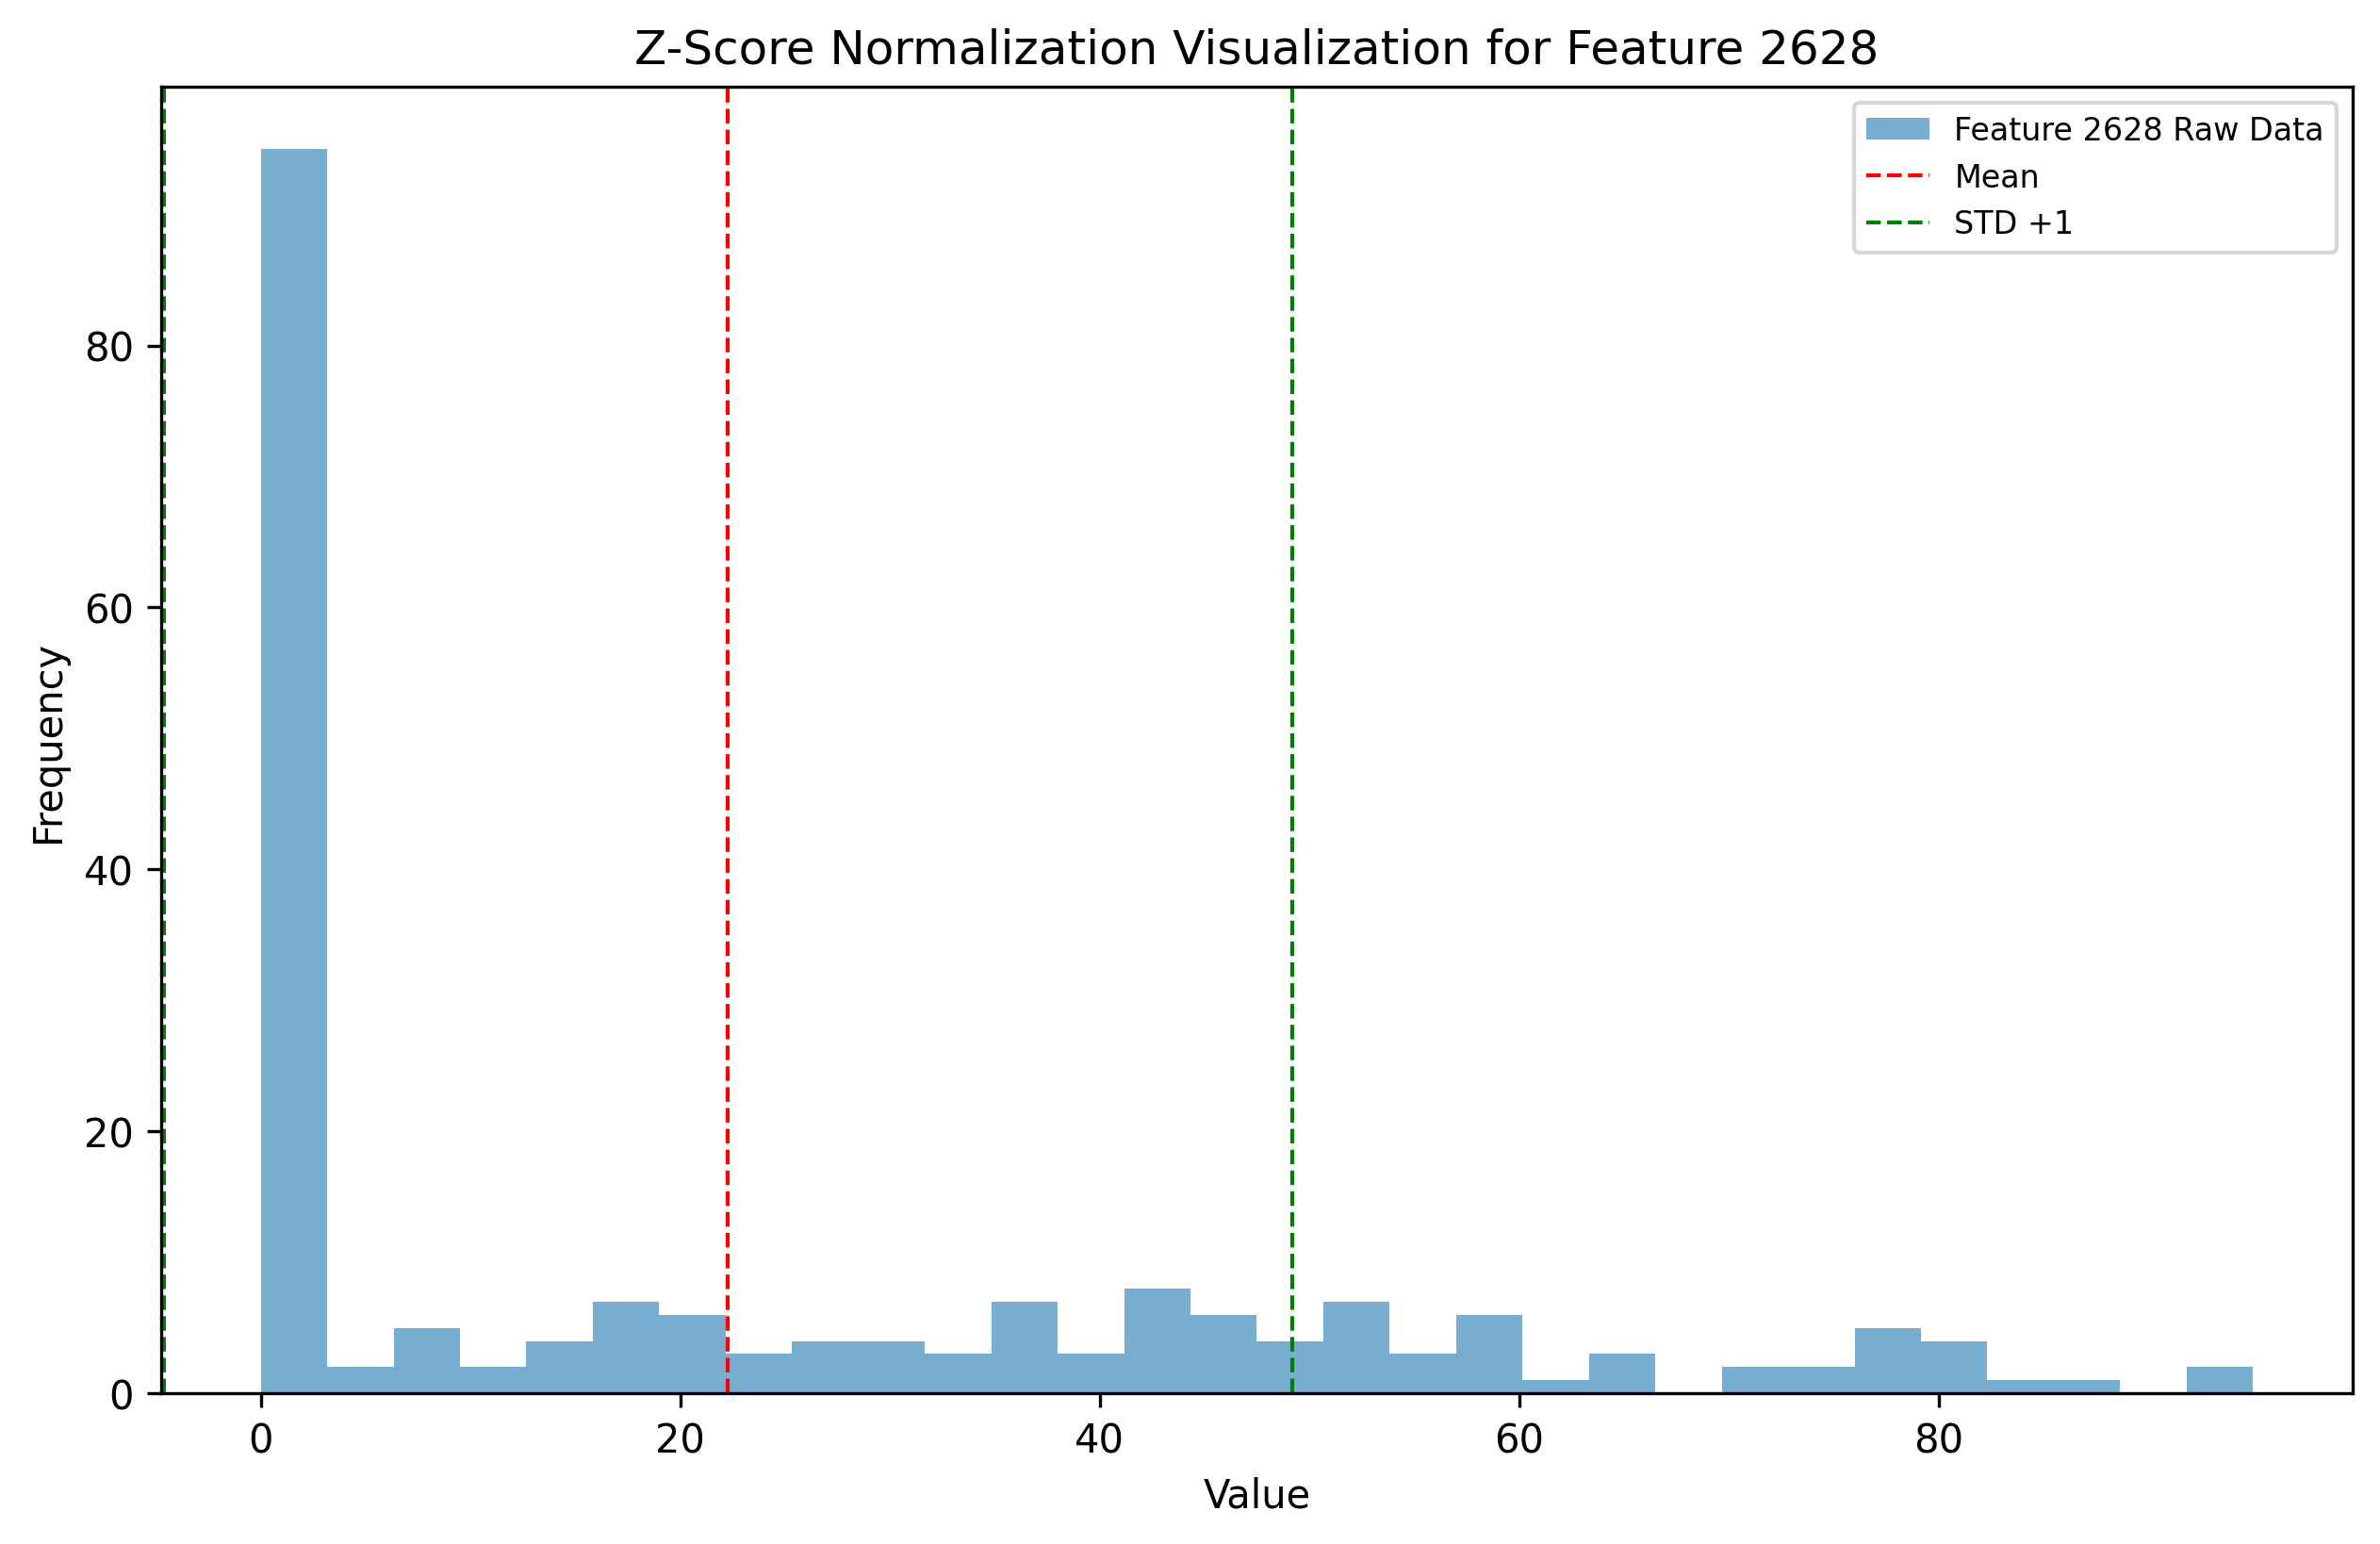 Z-Score Normalization Visualization for Feature 2628
Feature 2628 Raw Data
Mean
STD +1
80
60
40
20
0
Frequency
0 20 40 60 80
Value